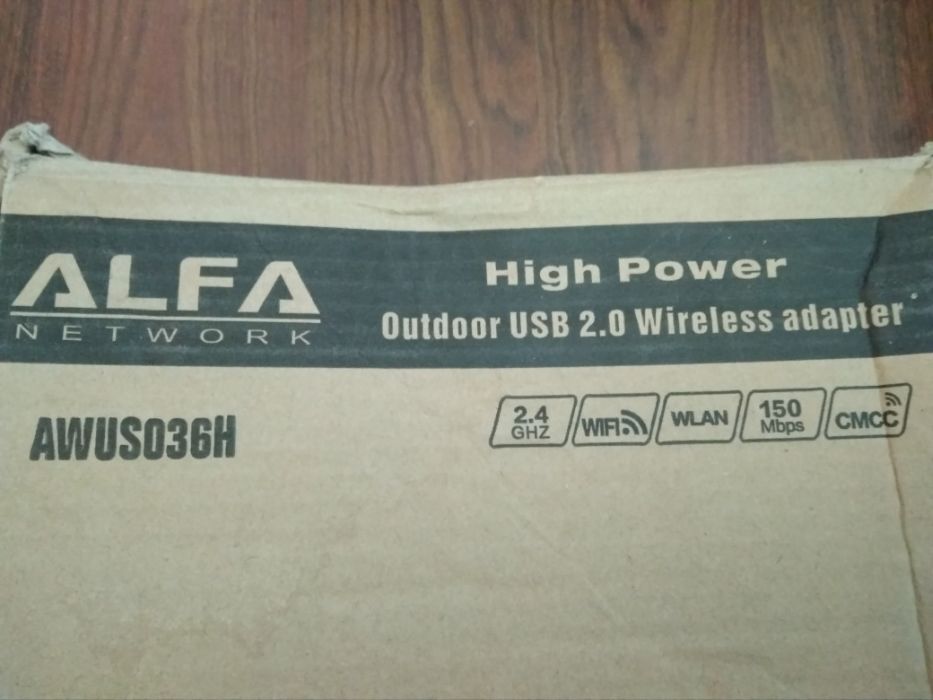 ALFA
NETWORK
High Power
Outdoor USB 2.0 Wireless adapter
AWUS036H
2.4 GHZ
WIFI
WLAN
150 Mbps
CMCC